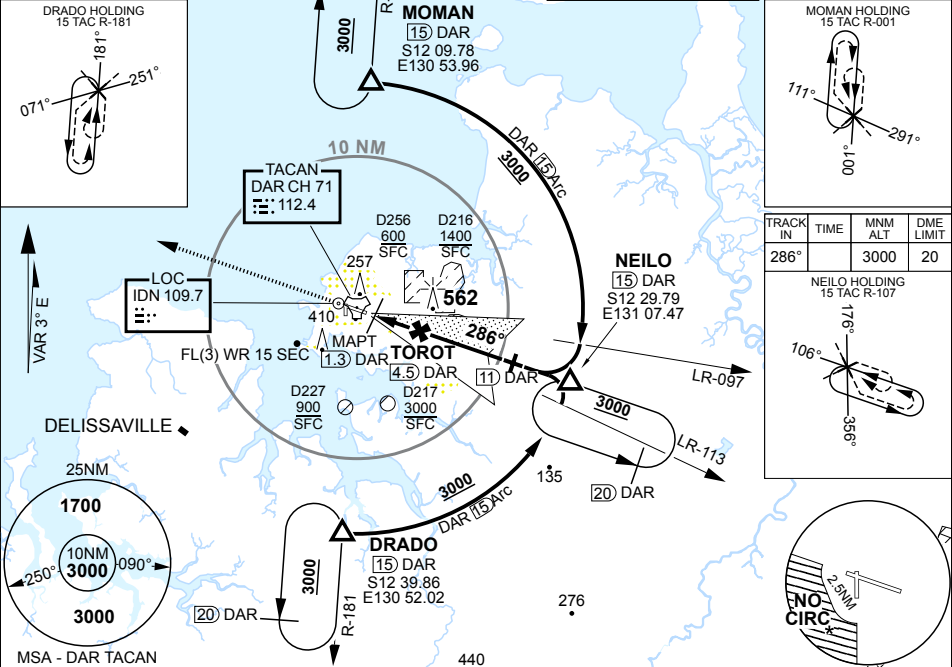 DRADO HOLDING
15 TAC R-181
181°
251°
071°
3000
MOMAN
15 DAR
S12 09.78
E130 53.96
MOMAN HOLDING
15 TAC R-001
111°
291°
001°
10 NM
DAR 15 Arc
3000
TACAN
DAR CH 71
112.4
D256
600
SFC
D216
1400
SFC
TRACK IN
TIME
MNM ALT
DME LIMIT
286°
3000
20
NEILO HOLDING
15 TAC R-107
176°
106°
356°
VAR 3° E
LOC
IDN 109.7
257
562
410
NEILO
15 DAR
S12 29.79
E131 07.47
286°
FL(3) WR 15 SEC
MAPT
1.3 DAR
TOROT
4.5 DAR
11 DAR
LR-097
D227
900
SFC
D217
3000
SFC
3000
LR-113
DELISSAVILLE
135
20 DAR
3000
DAR 15 Arc
25NM
1700
10NM
3000
250°
090°
3000
MSA - DAR TACAN
DRADO
15 DAR
S12 39.86
E130 52.02
3000
R-181
20 DAR
276
440
2.5NM
NO
CIRC
*